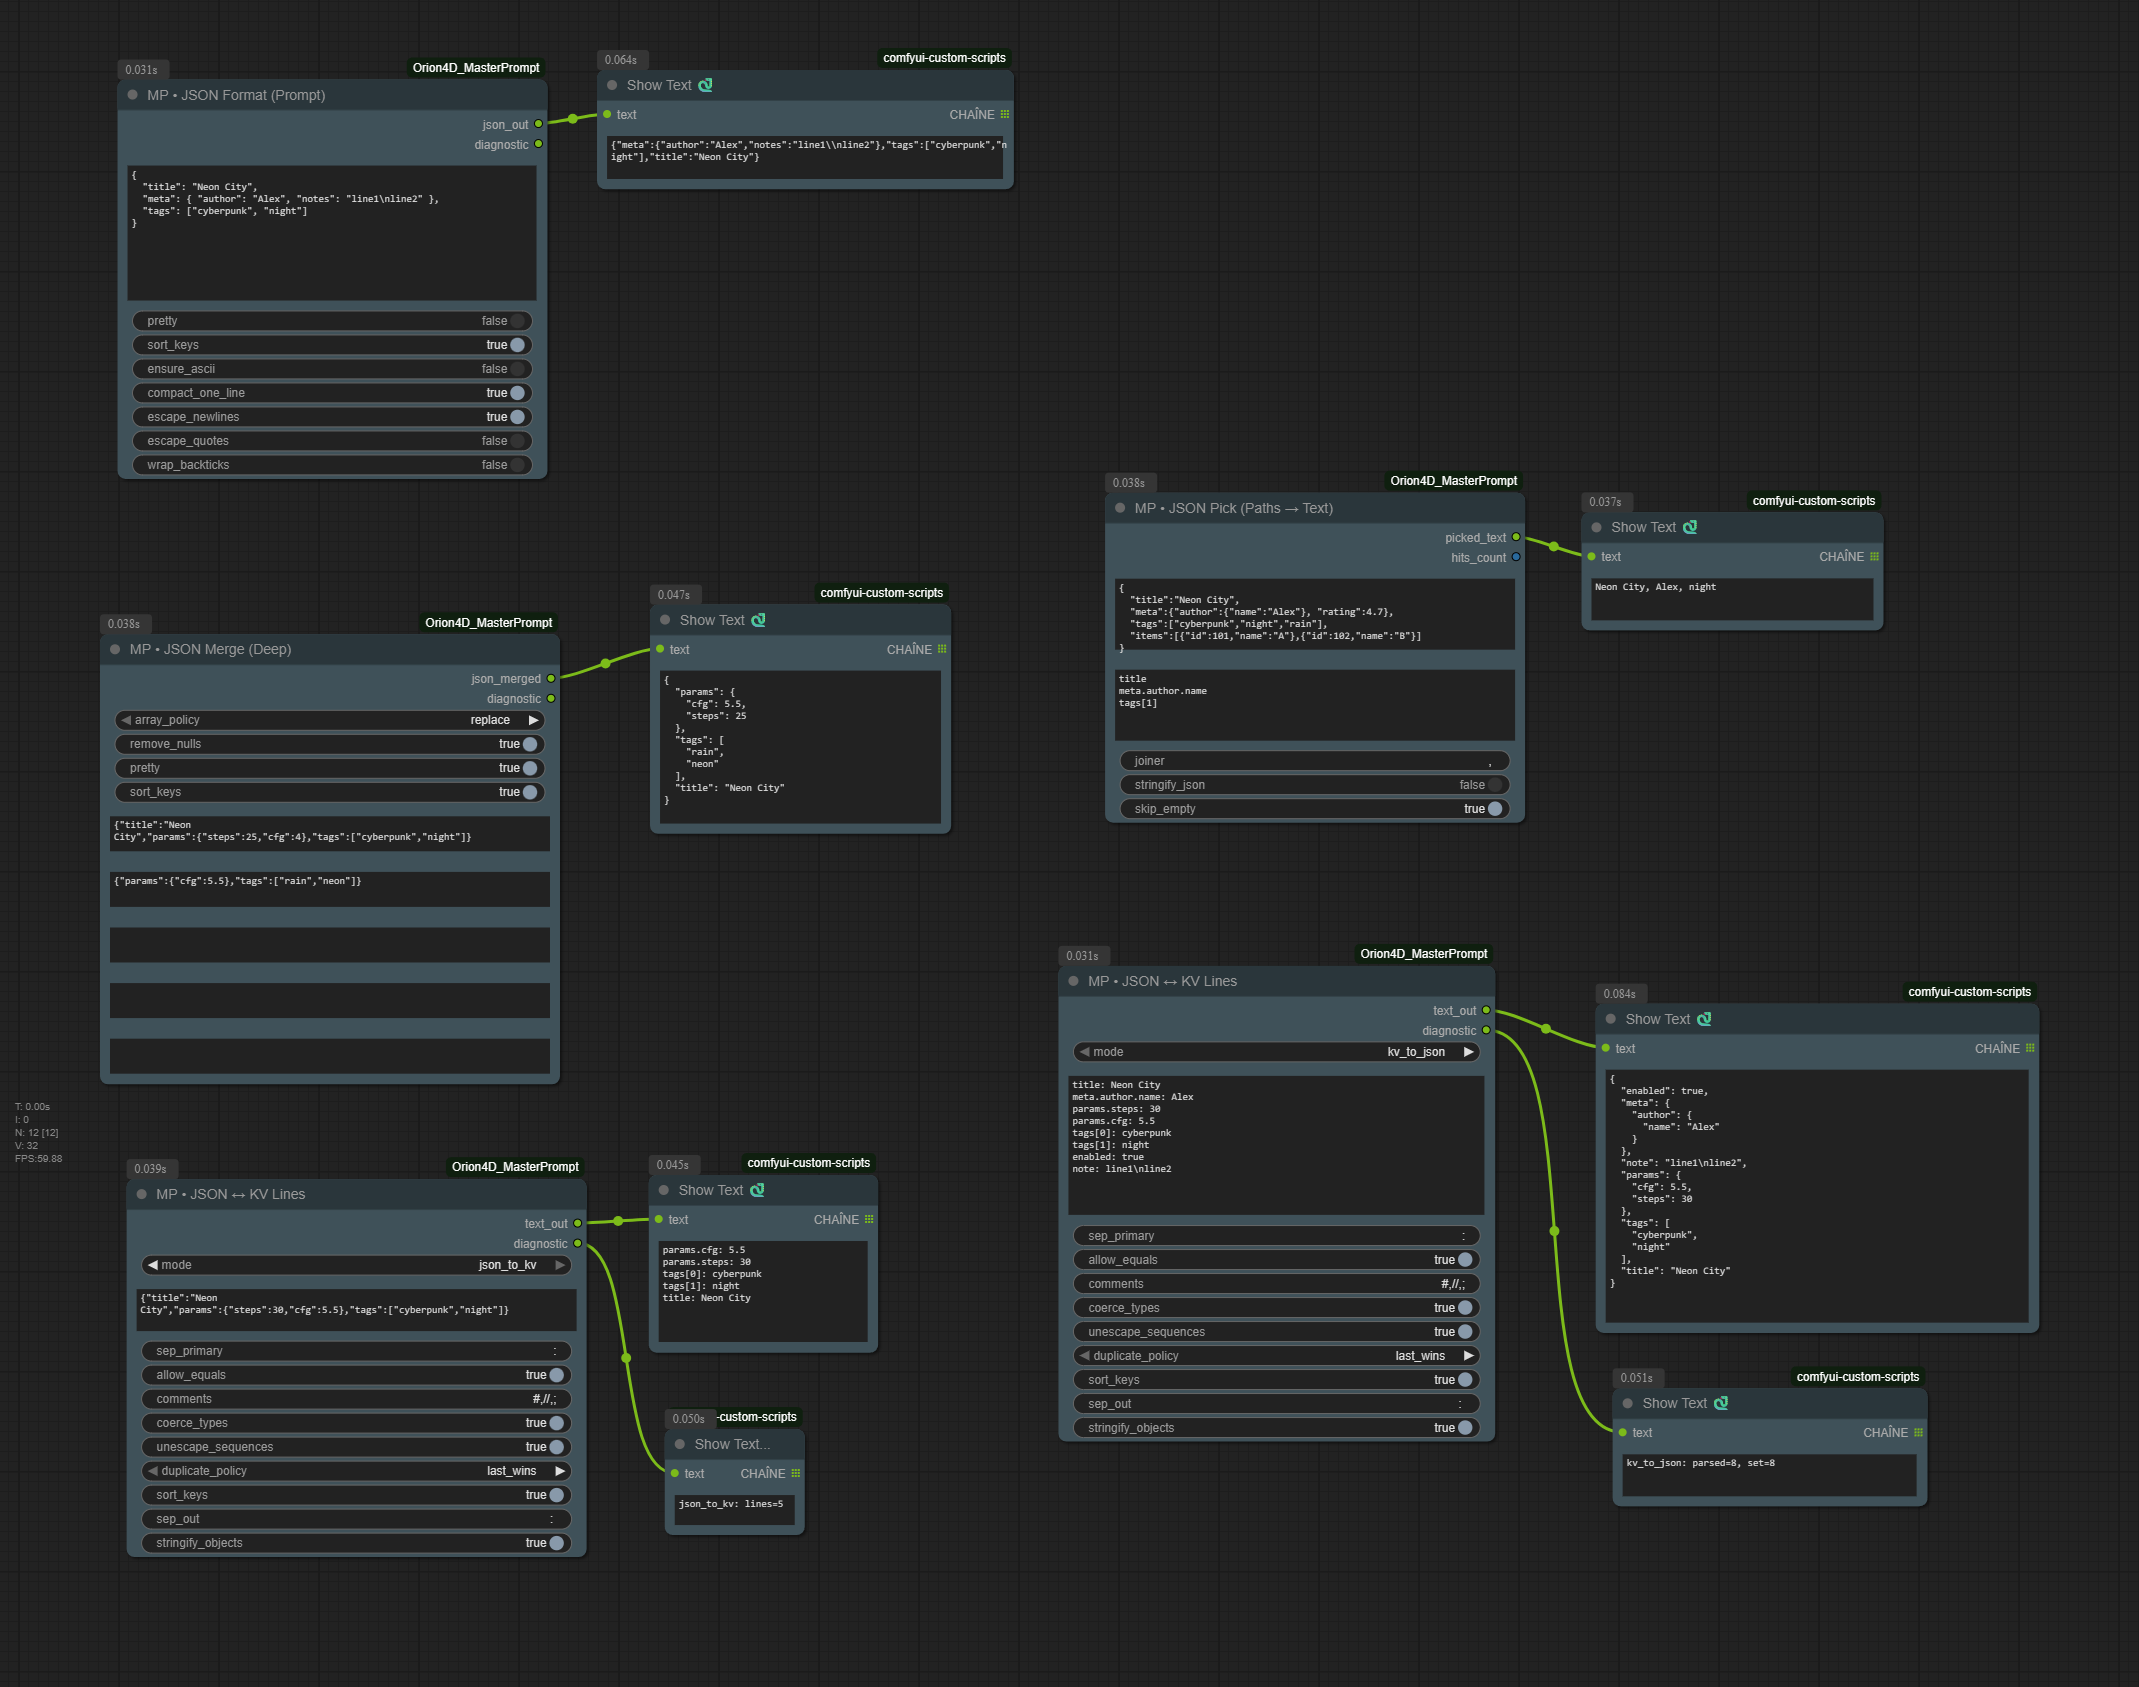 0.031s
Orion4D_MasterPrompt
MP • JSON Format (Prompt)
json_out
diagnostic
{
  "title": "Neon City",
  "meta": { "author": "Alex", "notes": "line1\nline2" },
  "tags": ["cyberpunk", "night"]
}
pretty false
sort_keys true
ensure_ascii false
compact_one_line true
escape_newlines true
escape_quotes false
wrap_backticks false
0.064s
comfyui-custom-scripts
Show Text
text CHAÎNE
{"meta":{"author":"Alex","notes":"line1\\nline2"},"tags":["cyberpunk","n
ight"],"title":"Neon City"}
0.038s
Orion4D_MasterPrompt
MP • JSON Pick (Paths → Text)
picked_text
hits_count
{
  "title":"Neon City",
  "meta":{"author":{"name":"Alex"}, "rating":4.7},
  "tags":["cyberpunk","night","rain"],
  "items":[{"id":101,"name":"A"},{"id":102,"name":"B"}]
}
title
meta.author.name
tags[1]
joiner ,
stringify_json false
skip_empty true
0.037s
comfyui-custom-scripts
Show Text
text CHAÎNE
Neon City, Alex, night
0.038s
Orion4D_MasterPrompt
MP • JSON Merge (Deep)
json_merged
diagnostic
array_policy replace
remove_nulls true
pretty true
sort_keys true
{"title":"Neon
City","params":{"steps":25,"cfg":4},"tags":["cyberpunk","night"]}
{"params":{"cfg":5.5},"tags":["rain","neon"]}
0.047s
comfyui-custom-scripts
Show Text
text CHAÎNE
{
  "params": {
    "cfg": 5.5,
    "steps": 25
  },
  "tags": [
    "rain",
    "neon"
  ],
  "title": "Neon City"
}
T: 0.00s
I: 0
N: 12 [12]
V: 32
FPS:59.88
0.039s
Orion4D_MasterPrompt
MP • JSON ↔ KV Lines
text_out
diagnostic
mode json_to_kv
{"title":"Neon
City","params":{"steps":30,"cfg":5.5},"tags":["cyberpunk","night"]}
sep_primary :
allow_equals true
comments #,//,;
coerce_types true
unescape_sequences true
duplicate_policy last_wins
sort_keys true
sep_out :
stringify_objects true
0.045s
comfyui-custom-scripts
Show Text
text CHAÎNE
params.cfg: 5.5
params.steps: 30
tags[0]: cyberpunk
tags[1]: night
title: Neon City
0.050s
-custom-scripts
Show Text...
text CHAÎNE
json_to_kv: lines=5
0.031s
Orion4D_MasterPrompt
MP • JSON ↔ KV Lines
text_out
diagnostic
mode kv_to_json
title: Neon City
meta.author.name: Alex
params.steps: 30
params.cfg: 5.5
tags[0]: cyberpunk
tags[1]: night
enabled: true
note: line1\nline2
sep_primary :
allow_equals true
comments #,//,;
coerce_types true
unescape_sequences true
duplicate_policy last_wins
sort_keys true
sep_out :
stringify_objects true
0.084s
comfyui-custom-scripts
Show Text
text CHAÎNE
{
  "enabled": true,
  "meta": {
    "author": {
      "name": "Alex"
    }
  },
  "note": "line1\nline2",
  "params": {
    "cfg": 5.5,
    "steps": 30
  },
  "tags": [
    "cyberpunk",
    "night"
  ],
  "title": "Neon City"
}
0.051s
comfyui-custom-scripts
Show Text
text CHAÎNE
kv_to_json: parsed=8, set=8